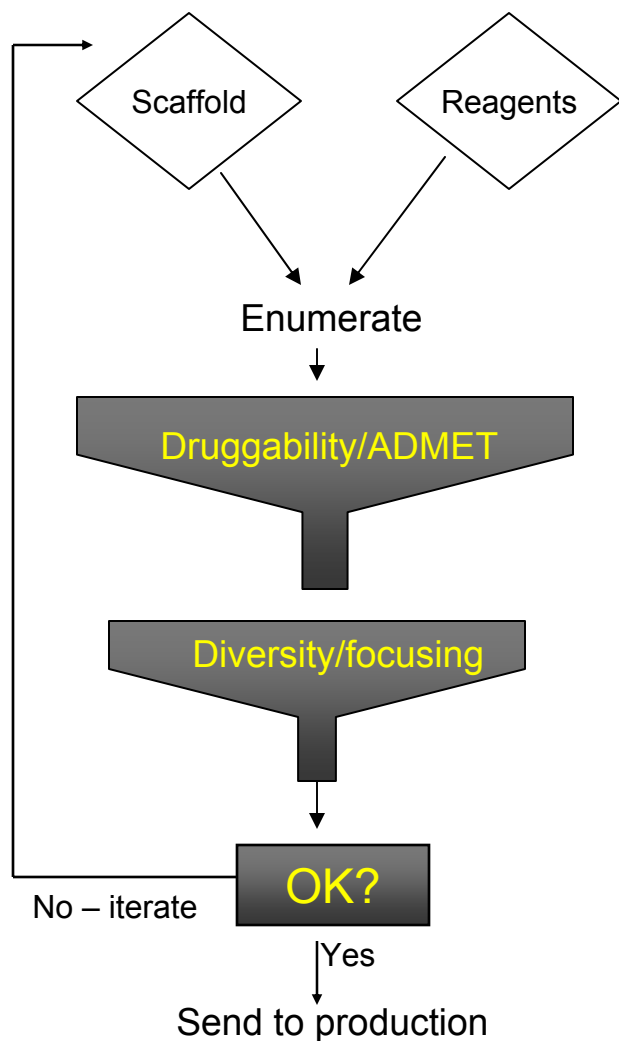 Scaffold
Reagents
Enumerate
Druggability/ADMET
Diversity/focusing
OK?
No – iterate
Yes
Send to production